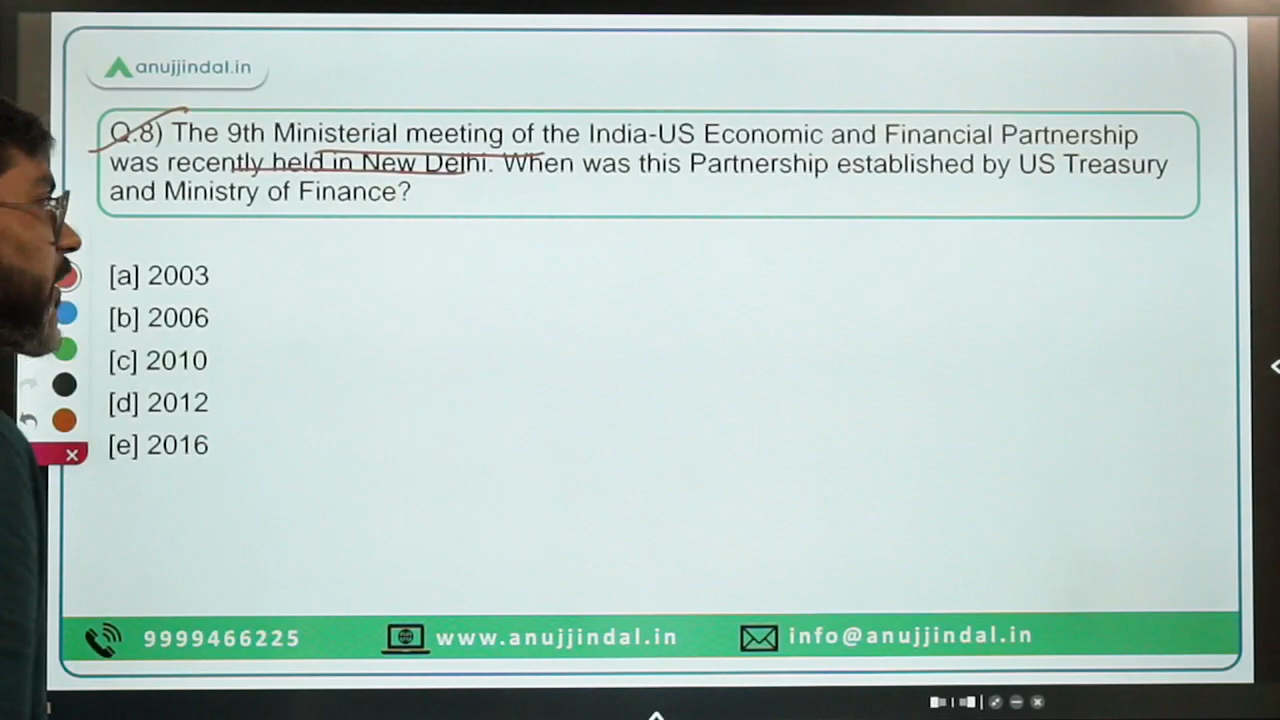 anujjindal.in
Q.8) The 9th Ministerial meeting of the India-US Economic and Financial Partnership
was recently held in New Delhi. When was this Partnership established by US Treasury
and Ministry of Finance?
[a] 2003
[b] 2006
[c] 2010
[d] 2012
[e] 2016
9999466225 www.anujjindal.in info@anujjindal.in